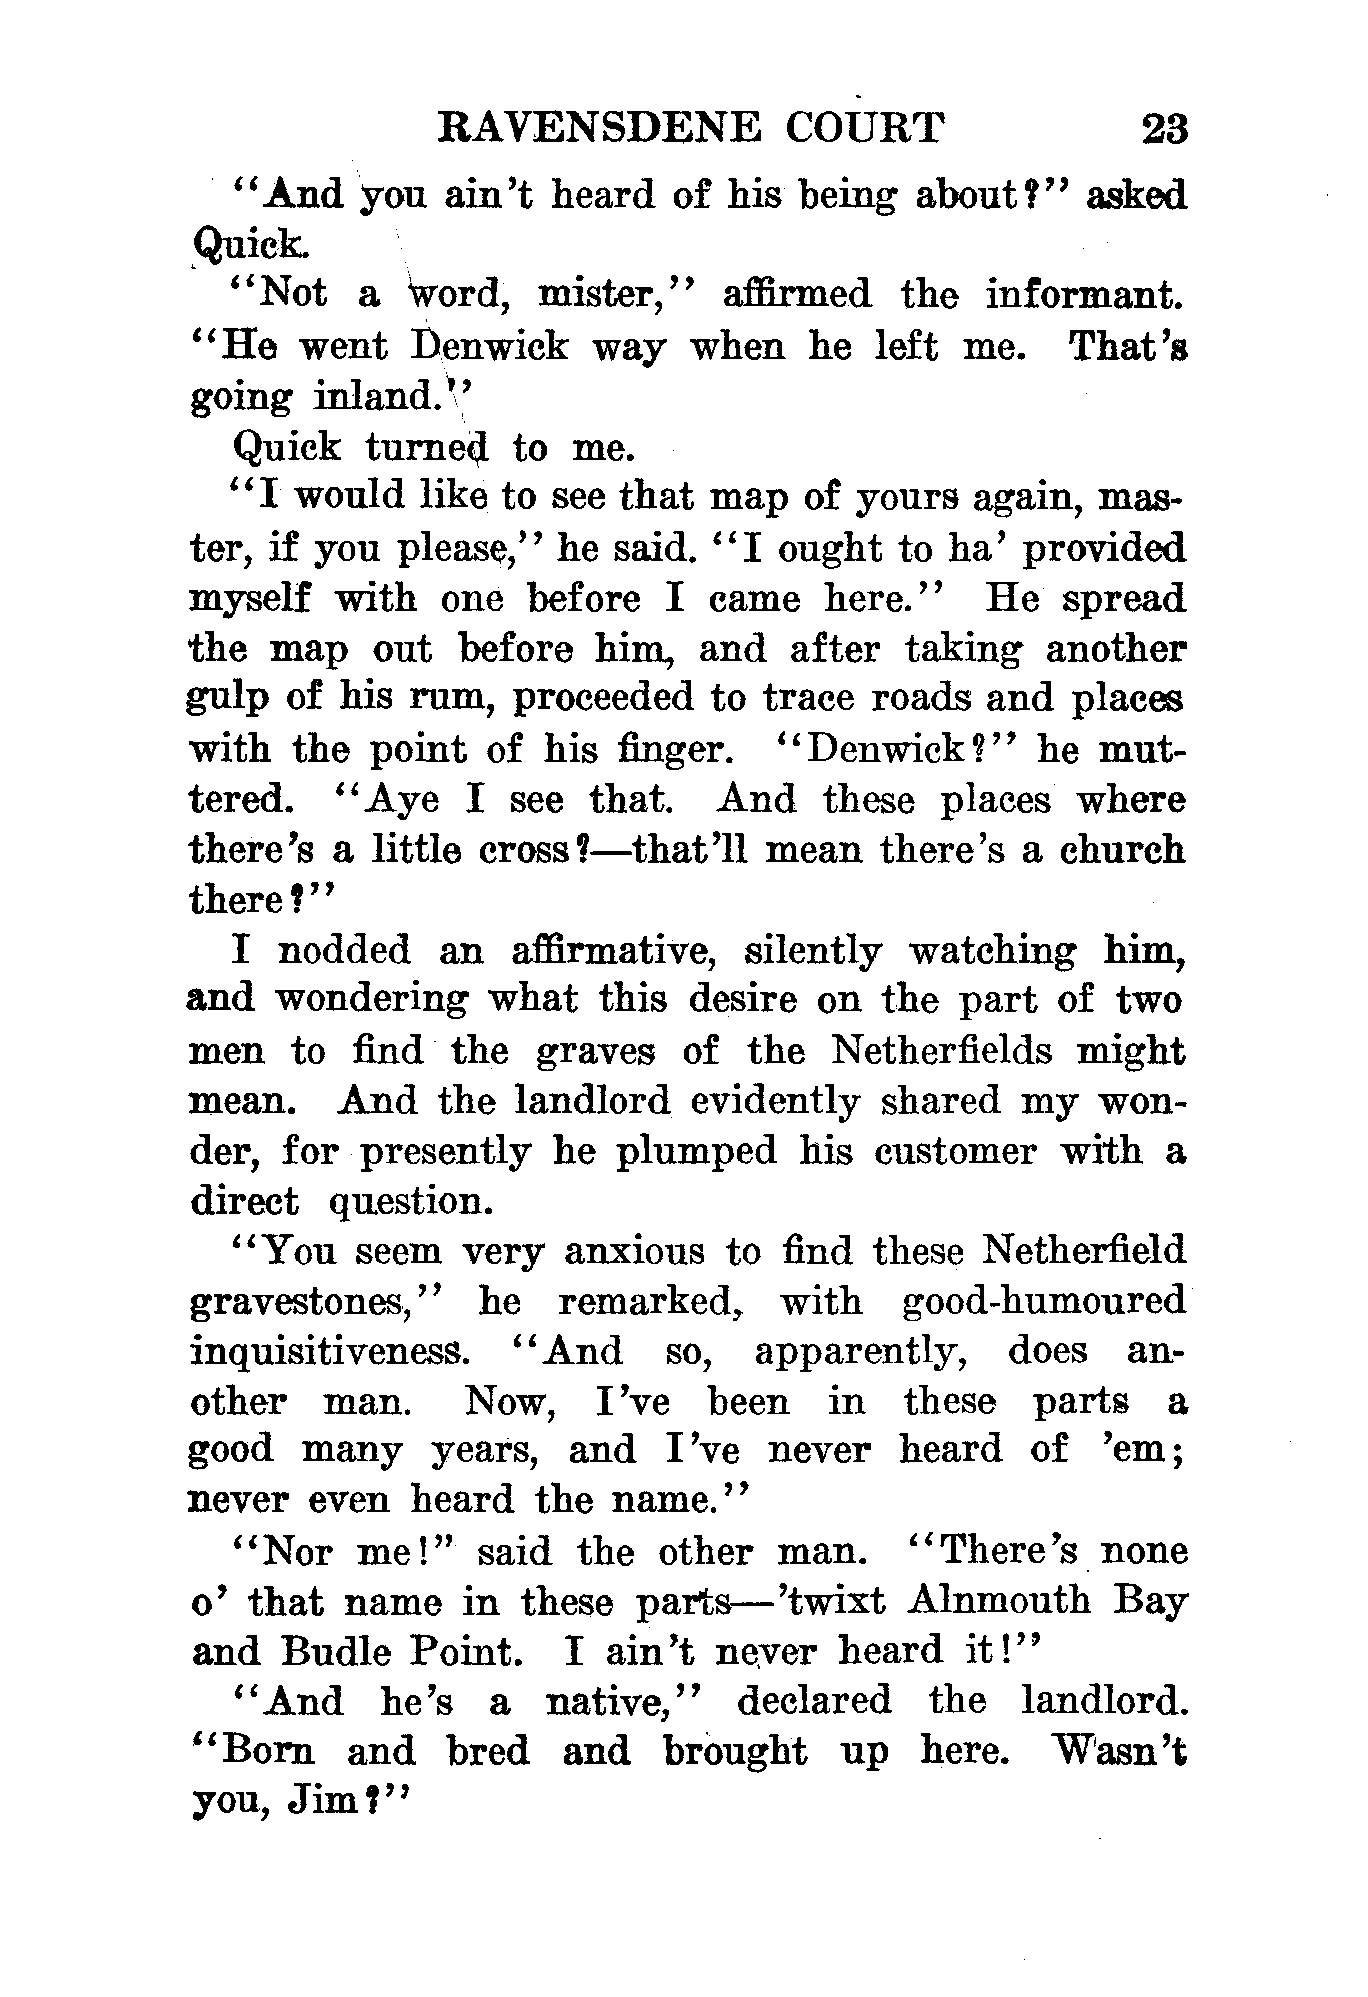 RAVENSDENE COURT 23
"And you ain't heard of his being about?" asked
Quick.
"Not a word, mister," affirmed the informant.
"He went Denwick way when he left me. That's
going inland."
Quick turned to me.
"I would like to see that map of yours again, mas-
ter, if you please," he said. "I ought to ha' provided
myself with one before I came here." He spread
the map out before him, and after taking another
gulp of his rum, proceeded to trace roads and places
with the point of his finger. "Denwick?" he mut-
tered. "Aye I see that. And these places where
there's a little cross?—that'll mean there's a church
there?"
I nodded an affirmative, silently watching him,
and wondering what this desire on the part of two
men to find the graves of the Netherfields might
mean. And the landlord evidently shared my won-
der, for presently he plumped his customer with a
direct question.
"You seem very anxious to find these Netherfield
gravestones," he remarked, with good-humoured
inquisitiveness. "And so, apparently, does an-
other man. Now, I've been in these parts a
good many years, and I've never heard of 'em;
never even heard the name."
"Nor me!" said the other man. "There's none
o' that name in these parts—'twixt Alnmouth Bay
and Budle Point. I ain't never heard it!"
"And he's a native," declared the landlord.
"Born and bred and brought up here. Wasn't
you, Jim?"